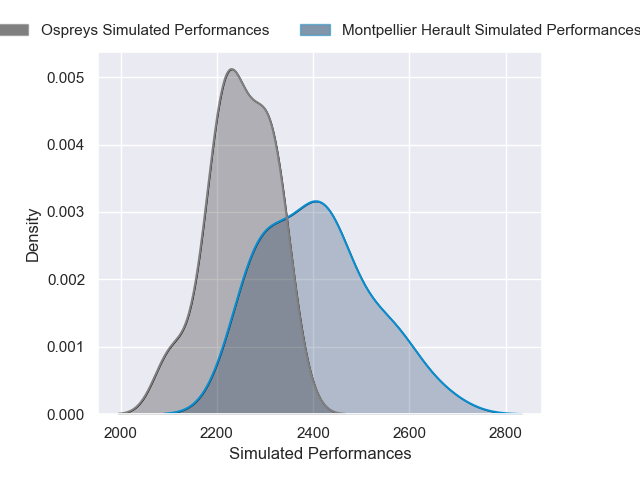 Ospreys Simulated Performances Montpellier Herault Simulated Performances
0.005
0.004
0.003
0.002
0.001
0.000
Density
2000 2200 2400 2600 2800
Simulated Performances